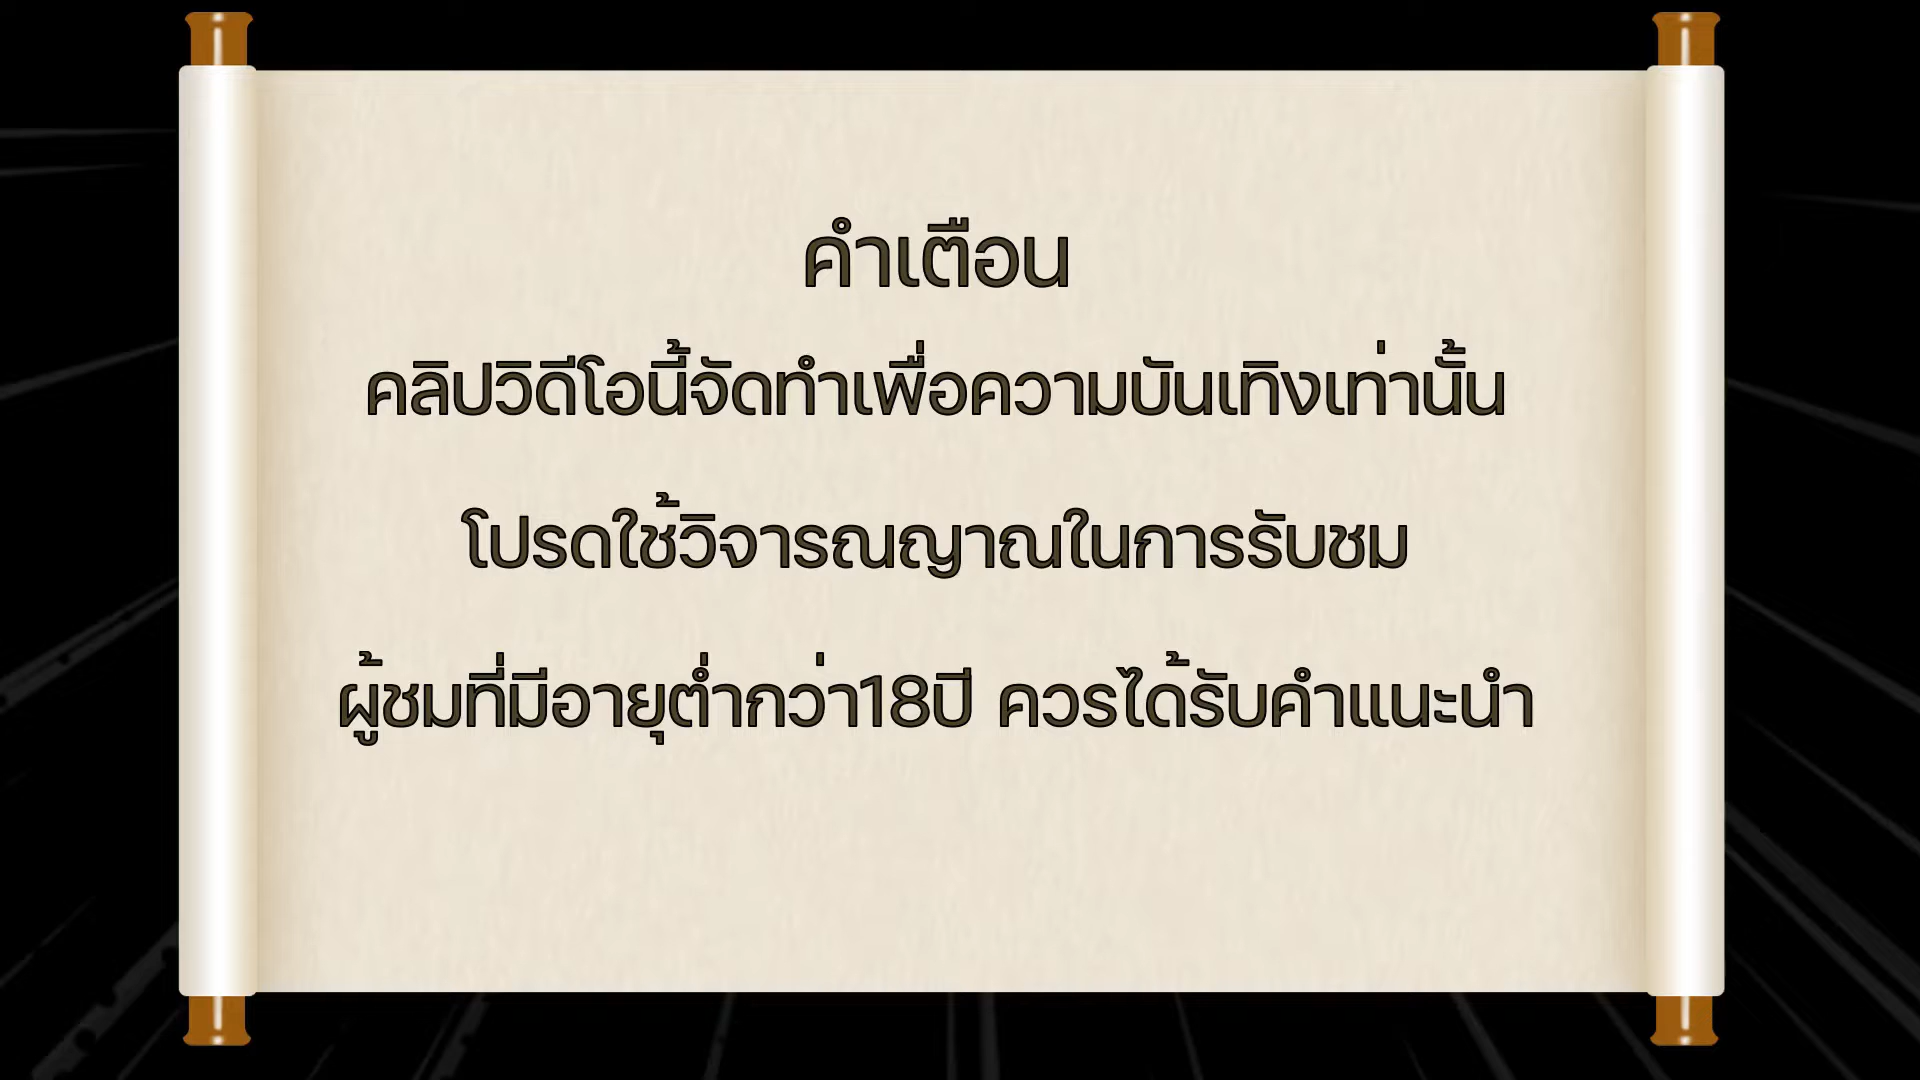 คำเตือน
คลิปวิดีโอนี้จัดทำเพื่อความบันเทิงเท่านั้น
โปรดใช้วิจารณญาณในการรับชม
ผู้ชมที่มีอายุต่ำกว่า18ปี ควรได้รับคำแนะนำ